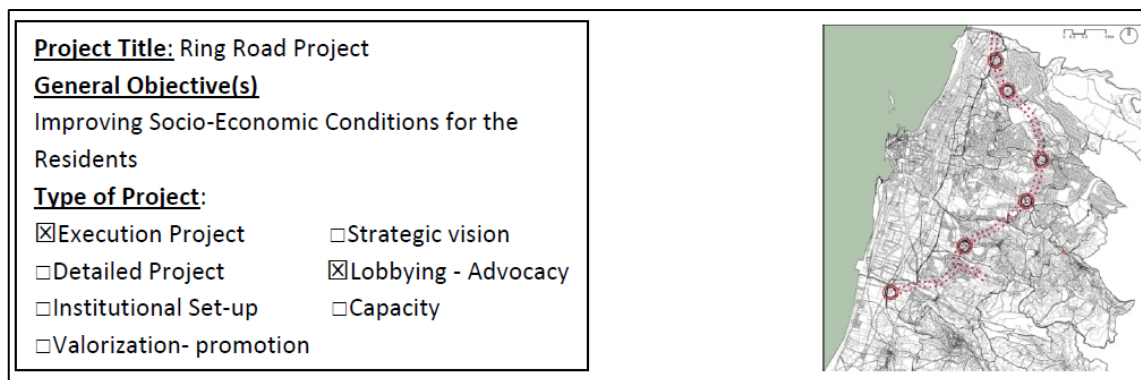 Project Title: Ring Road Project
General Objective(s)
Improving Socio-Economic Conditions for the
Residents
Type of Project:
☒Execution Project ☐Strategic vision
☐Detailed Project ☒Lobbying - Advocacy
☐Institutional Set-up ☐Capacity
☐Valorization- promotion